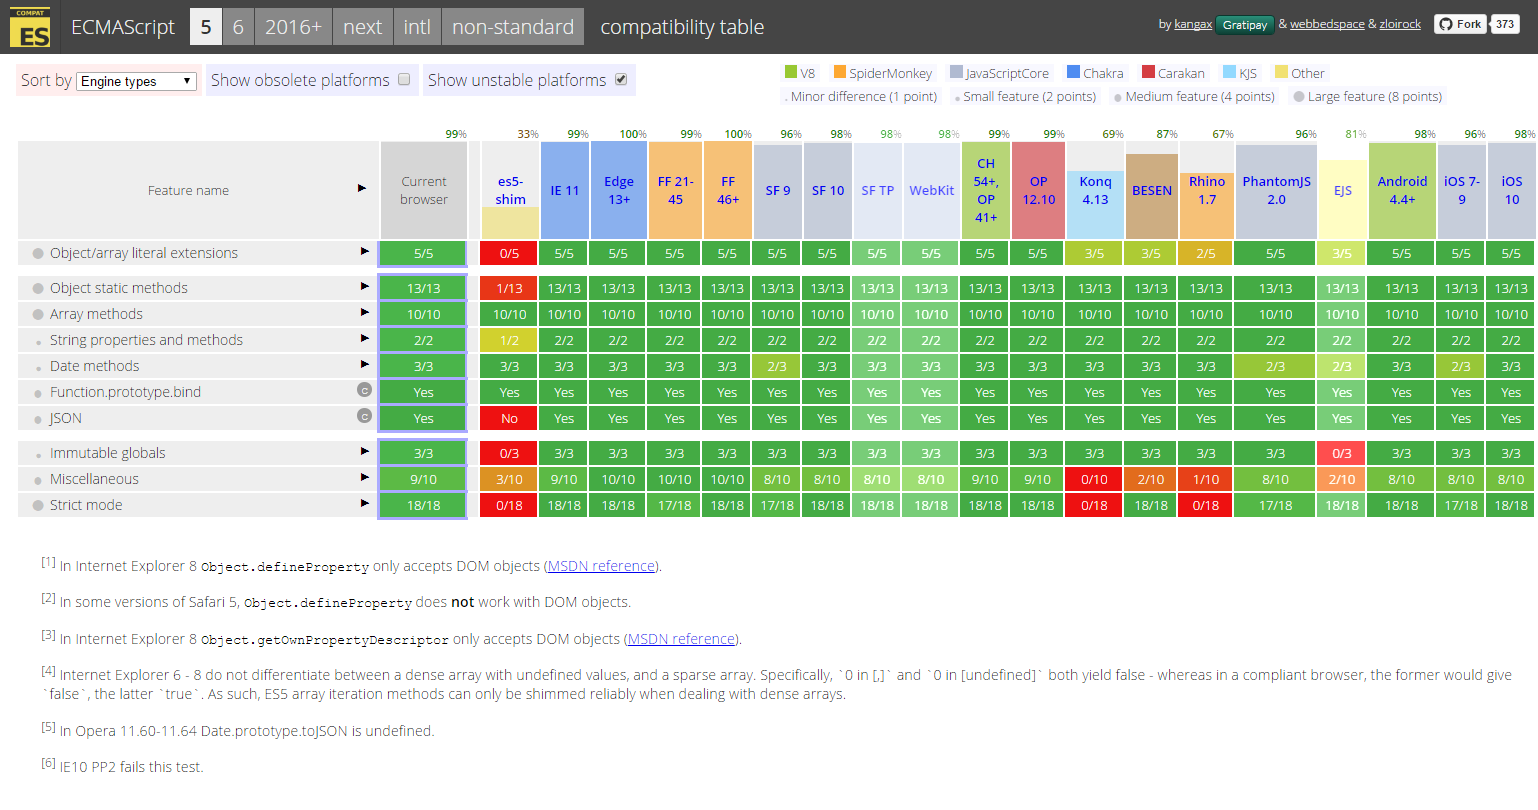 COMPAT
ES
ECMAScript 5 6 2016+ next intl non-standard compatibility table
by kangax Gratipay & webbedspace & zloirock Fork 373
Sort by Engine types Show obsolete platforms Show unstable platforms
V8 SpiderMonkey JavaScriptCore Chakra Carakan KJS Other
Minor difference (1 point) Small feature (2 points) Medium feature (4 points) Large feature (8 points)
99% 33% 99% 100% 99% 100% 96% 98% 98% 98% 99% 99% 69% 87% 67% 96% 81% 98% 96% 98%
Feature name Current browser es5-shim IE 11 Edge 13+ FF 21-45 FF 46+ SF 9 SF 10 SF TP WebKit CH 54+, OP 41+ OP 12.10 Konq 4.13 BESEN Rhino 1.7 PhantomJS 2.0 EJS Android 4.4+ iOS 7-9 iOS 10
Object/array literal extensions 5/5 0/5 5/5 5/5 5/5 5/5 5/5 5/5 5/5 5/5 5/5 5/5 3/5 3/5 2/5 5/5 3/5 5/5 5/5 5/5
Object static methods 13/13 1/13 13/13 13/13 13/13 13/13 13/13 13/13 13/13 13/13 13/13 13/13 13/13 13/13 13/13 13/13 13/13 13/13 13/13 13/13
Array methods 10/10 10/10 10/10 10/10 10/10 10/10 10/10 10/10 10/10 10/10 10/10 10/10 10/10 10/10 10/10 10/10 10/10 10/10 10/10 10/10
String properties and methods 2/2 1/2 2/2 2/2 2/2 2/2 2/2 2/2 2/2 2/2 2/2 2/2 2/2 2/2 2/2 2/2 2/2 2/2 2/2 2/2
Date methods 3/3 3/3 3/3 3/3 3/3 3/3 2/3 3/3 3/3 3/3 3/3 3/3 3/3 3/3 3/3 2/3 2/3 3/3 2/3 3/3
Function.prototype.bind c Yes Yes Yes Yes Yes Yes Yes Yes Yes Yes Yes Yes Yes Yes Yes Yes Yes Yes Yes Yes
JSON c Yes No Yes Yes Yes Yes Yes Yes Yes Yes Yes Yes Yes Yes Yes Yes Yes Yes Yes Yes
Immutable globals 3/3 0/3 3/3 3/3 3/3 3/3 3/3 3/3 3/3 3/3 3/3 3/3 3/3 3/3 3/3 3/3 0/3 3/3 3/3 3/3
Miscellaneous 9/10 3/10 9/10 10/10 10/10 10/10 8/10 8/10 8/10 8/10 9/10 9/10 0/10 2/10 1/10 8/10 2/10 8/10 8/10 8/10
Strict mode 18/18 0/18 18/18 18/18 17/18 18/18 17/18 18/18 18/18 18/18 18/18 18/18 0/18 18/18 0/18 17/18 18/18 18/18 17/18 18/18
[1] In Internet Explorer 8 Object.defineProperty only accepts DOM objects (MSDN reference).
[2] In some versions of Safari 5, Object.defineProperty does not work with DOM objects.
[3] In Internet Explorer 8 Object.getOwnPropertyDescriptor only accepts DOM objects (MSDN reference).
[4] Internet Explorer 6 - 8 do not differentiate between a dense array with undefined values, and a sparse array. Specifically, `0 in [,]` and `0 in [undefined]` both yield false - whereas in a compliant browser, the former would give
`false`, the latter `true`. As such, ES5 array iteration methods can only be shimmed reliably when dealing with dense arrays.
[5] In Opera 11.60-11.64 Date.prototype.toJSON is undefined.
[6] IE10 PP2 fails this test.